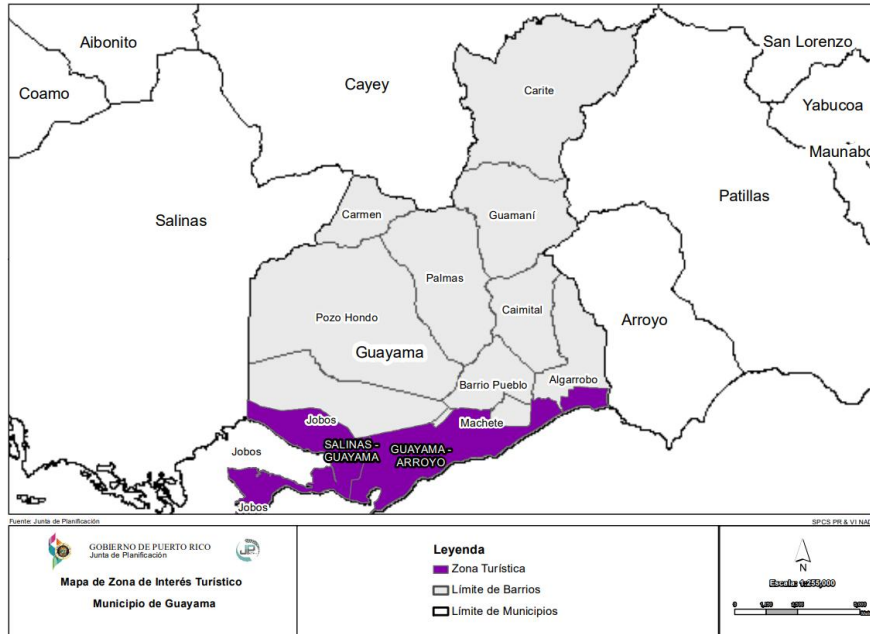 Aibonito
San Lorenzo
Coamo
Cayey
Carite
Yabucoa
Maunabo
Patillas
Salinas
Carmen
Guamaní
Palmas
Caimital
Pozo Hondo
Arroyo
Guayama
Barrio Pueblo
Algarrobo
Jobos
Machete
SALINAS -
GUAYAMA
GUAYAMA -
ARROYO
Jobos
Jobos
Fuente: Junta de Planificación
SPCS PR & VI NAD
GOBIERNO DE PUERTO RICO
Junta de Planificación
JP
Mapa de Zona de Interés Turístico
Municipio de Guayama
Leyenda
Zona Turística
Límite de Barrios
Límite de Municipios
N
Escala: 1:255,000
0